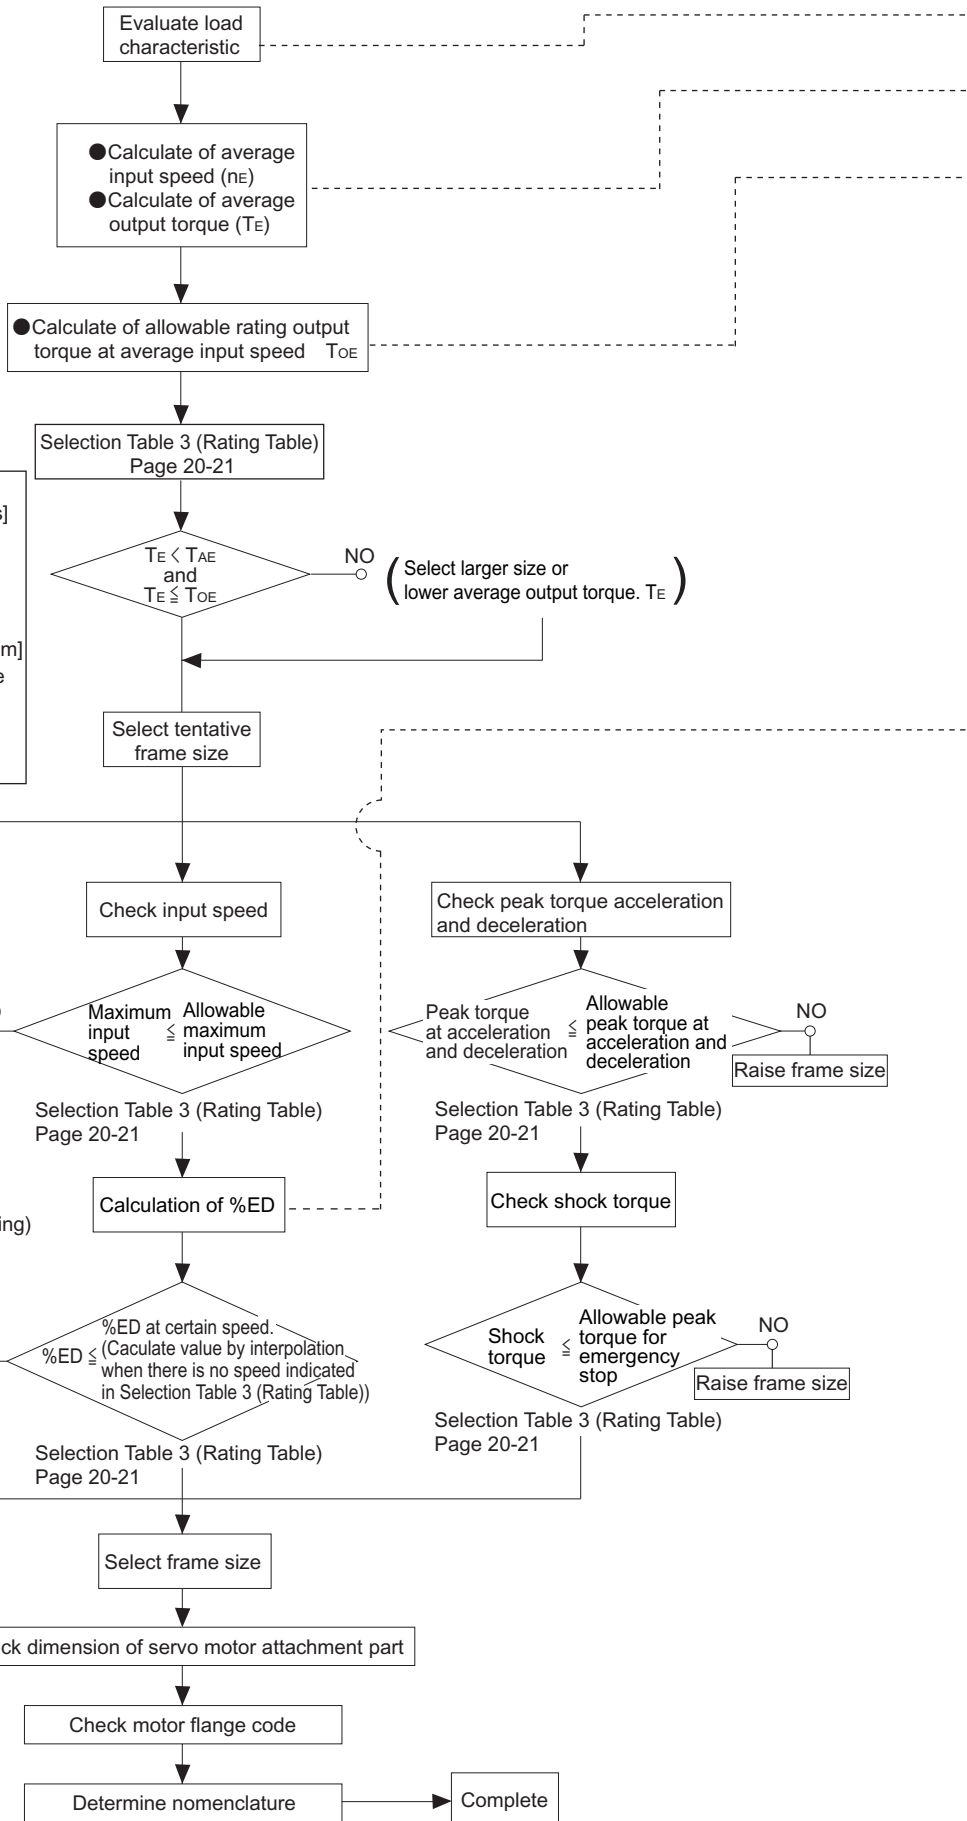 Evaluate load
characteristic
●Calculate of average
input speed (nE)
●Calculate of average
output torque (TE)
●Calculate of allowable rating output
torque at average input speed TOE
Selection Table 3 (Rating Table)
Page 20-21
TE < TAE
and
TE ≦ TOE
NO
(Select larger size or
lower average output torque. TE)
m]
Select tentative
frame size
Check input speed
Maximum input speed ≦ Allowable maximum input speed
Selection Table 3 (Rating Table)
Page 20-21
Calculation of %ED
ing)
%ED ≦ %ED at certain speed.
(Caculate value by interpolation
when there is no speed indicated
in Selection Table 3 (Rating Table))
Selection Table 3 (Rating Table)
Page 20-21
Check peak torque acceleration
and deceleration
Peak torque at acceleration and deceleration ≦ Allowable peak torque at acceleration and deceleration
NO
Raise frame size
Selection Table 3 (Rating Table)
Page 20-21
Check shock torque
Shock torque ≦ Allowable peak torque for emergency stop
NO
Raise frame size
Selection Table 3 (Rating Table)
Page 20-21
Select frame size
ck dimension of servo motor attachment part
Check motor flange code
Determine nomenclature
Complete